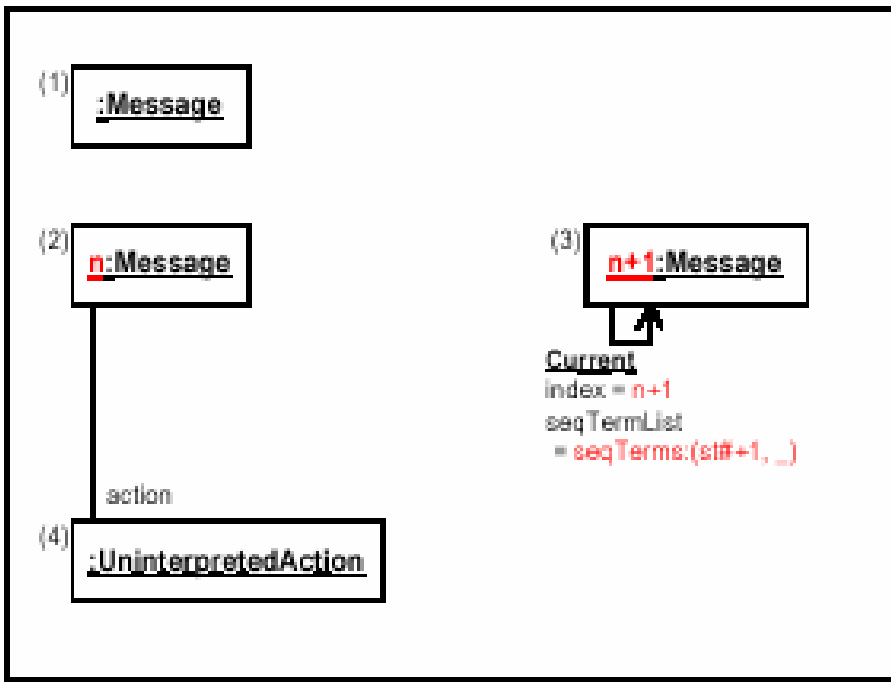 (1)
:Message
(2)
n:Message
(3)
n+1:Message
Current
index = n+1
seqTermList
= seqTerms:(st#+1, _)
action
(4)
:UninterpretedAction